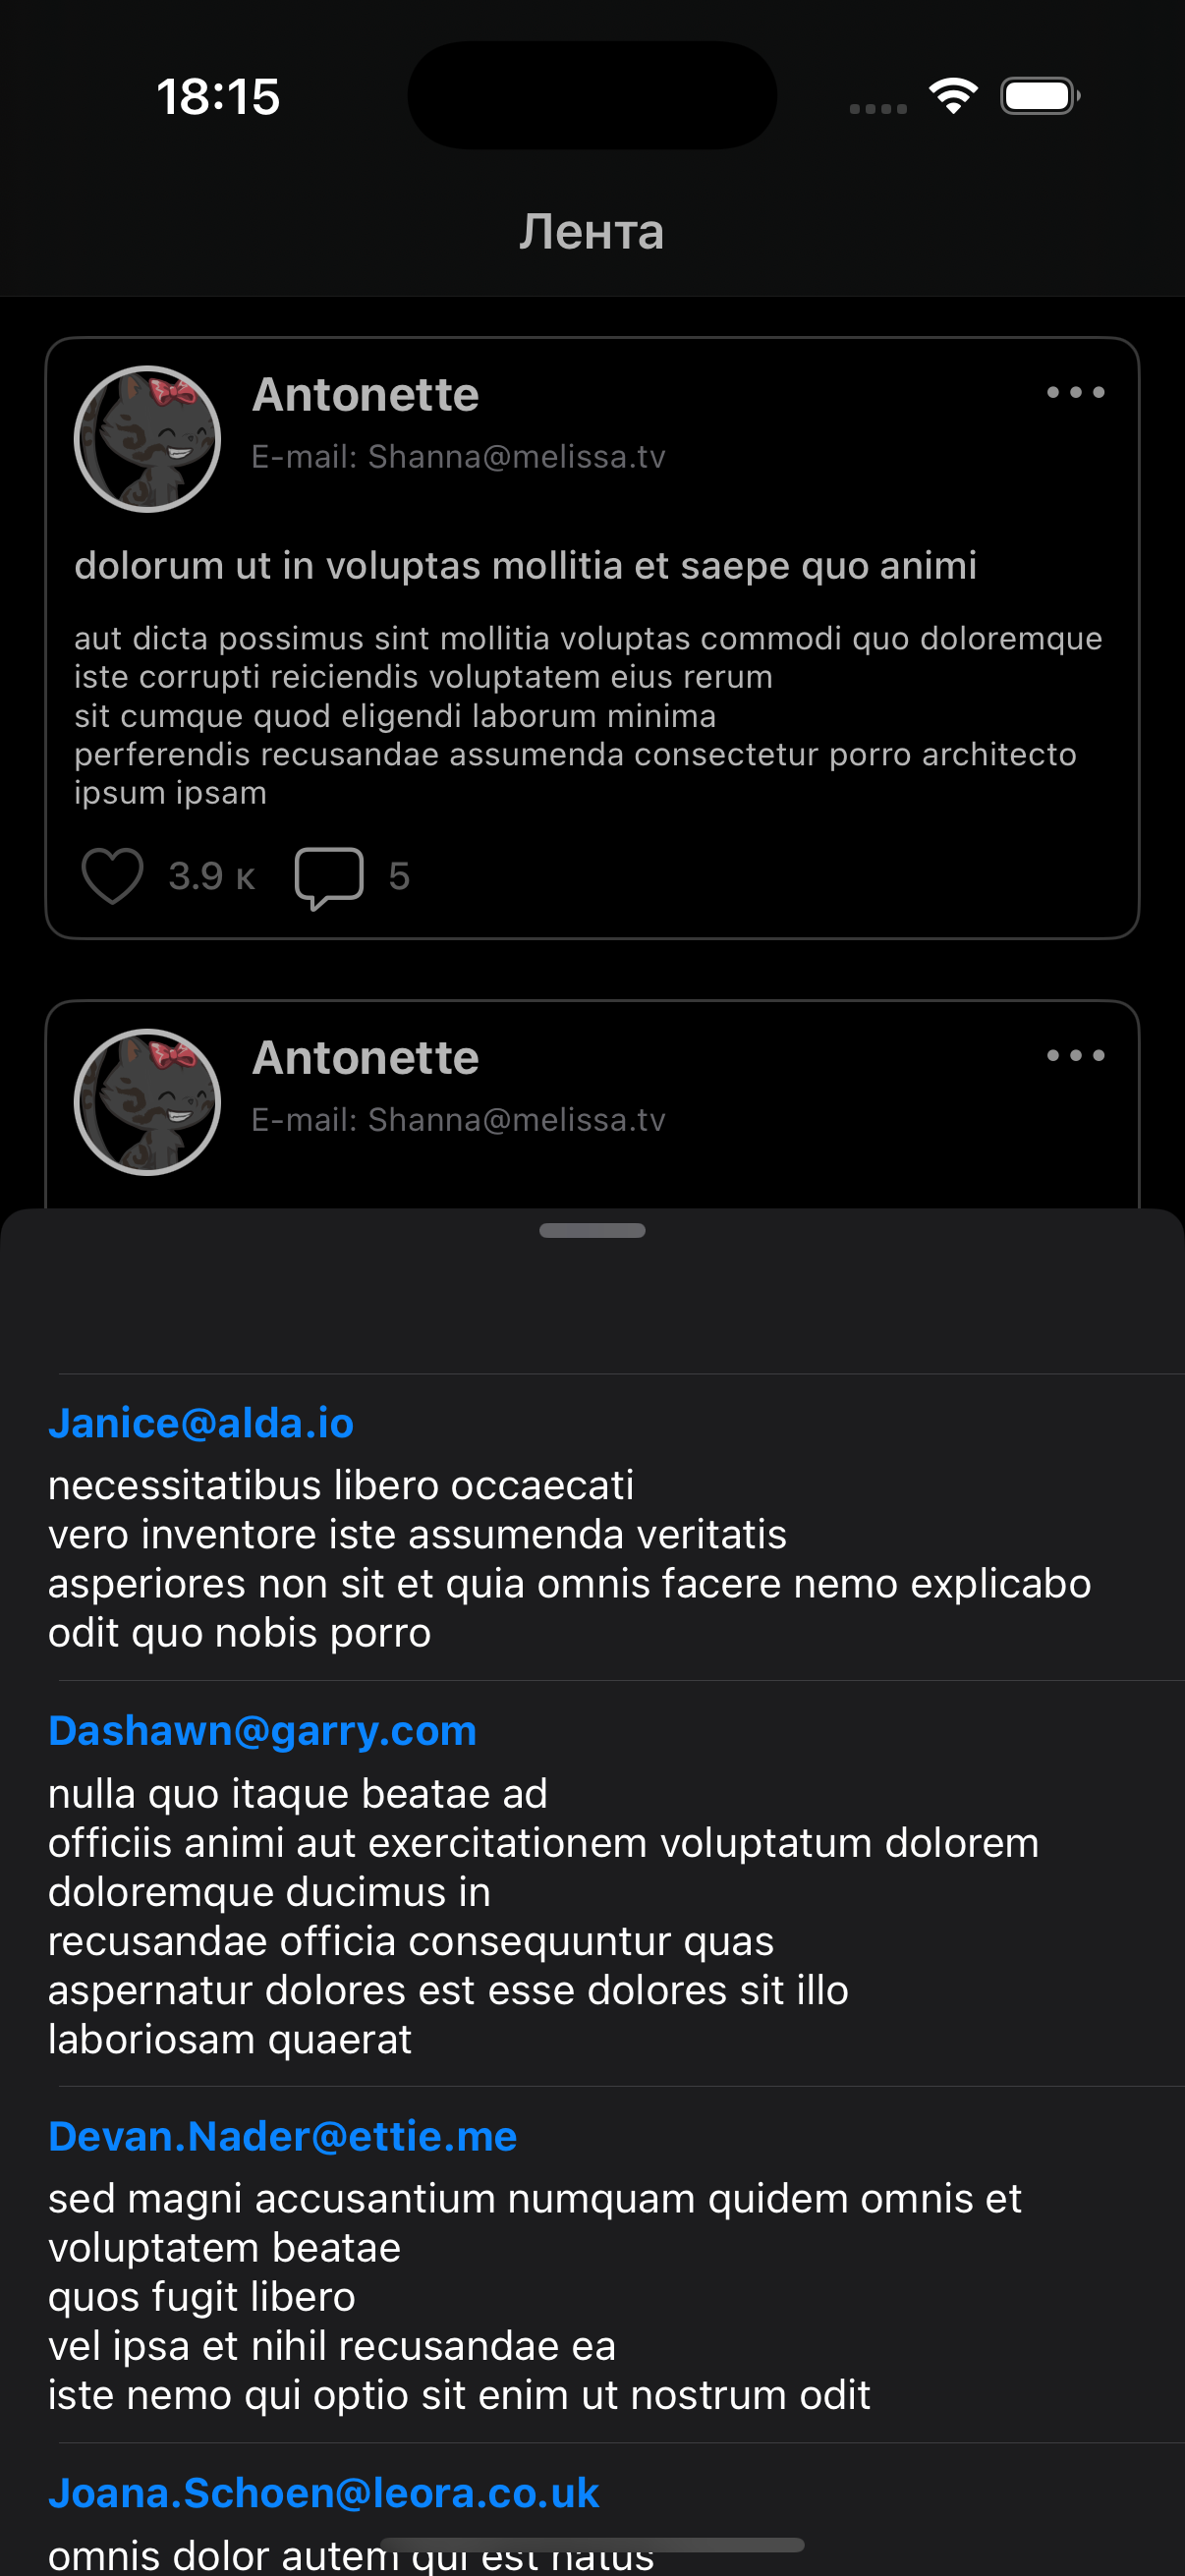 18:15
Лента
Antonette
E-mail: Shanna@melissa.tv
dolorum ut in voluptas mollitia et saepe quo animi
aut dicta possimus sint mollitia voluptas commodi quo doloremque
iste corrupti reiciendis voluptatem eius rerum
sit cumque quod eligendi laborum minima
perferendis recusandae assumenda consectetur porro architecto
ipsum ipsam
3.9 к 5
Antonette
E-mail: Shanna@melissa.tv
Janice@alda.io
necessitatibus libero occaecati
vero inventore iste assumenda veritatis
asperiores non sit et quia omnis facere nemo explicabo
odit quo nobis porro
Dashawn@garry.com
nulla quo itaque beatae ad
officiis animi aut exercitationem voluptatum dolorem
doloremque ducimus in
recusandae officia consequuntur quas
aspernatur dolores est esse dolores sit illo
laboriosam quaerat
Devan.Nader@ettie.me
sed magni accusantium numquam quidem omnis et
voluptatem beatae
quos fugit libero
vel ipsa et nihil recusandae ea
iste nemo qui optio sit enim ut nostrum odit
Joana.Schoen@leora.co.uk
omnis dolor autem qui est natus